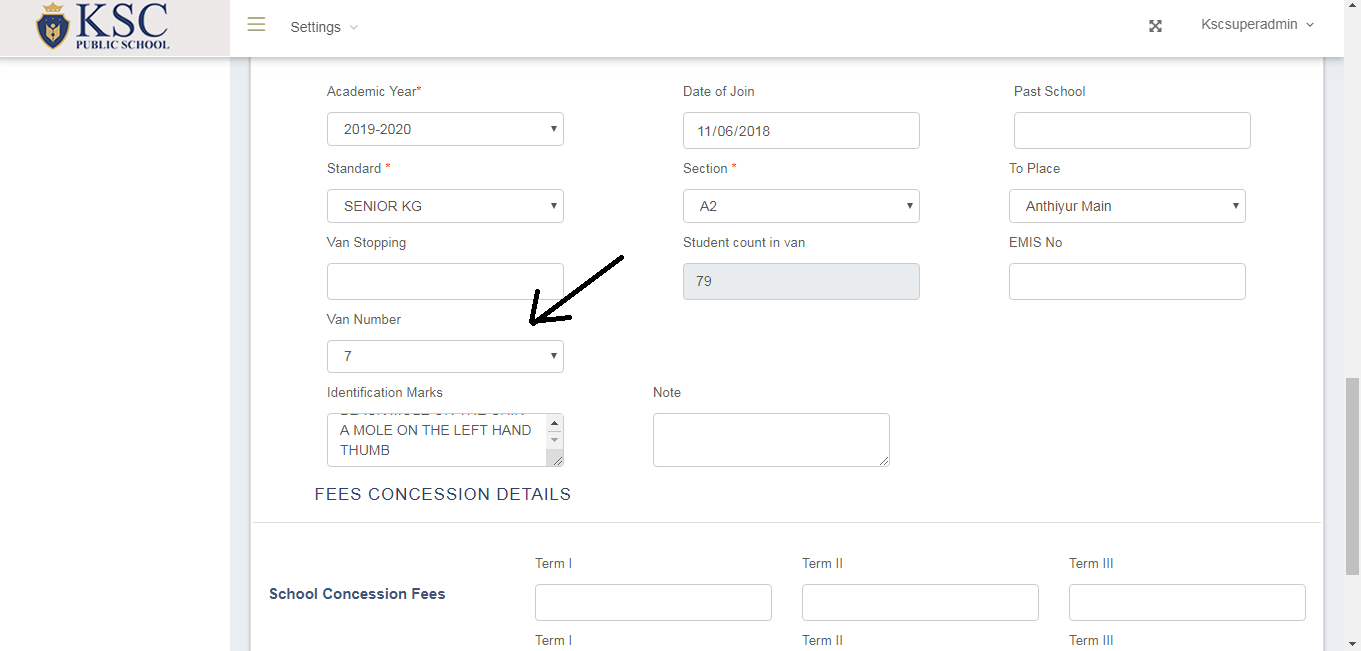 KSC
PUBLIC SCHOOL
Settings
Kscsuperadmin
Academic Year*
Date of Join
Past School
2019-2020
11/06/2018
Standard *
Section *
To Place
SENIOR KG
A2
Anthiyur Main
Van Stopping
Student count in van
EMIS No
79
Van Number
7
Identification Marks
Note
A MOLE ON THE LEFT HAND
THUMB
FEES CONCESSION DETAILS
Term I
Term II
Term III
School Concession Fees
Term I
Term II
Term III